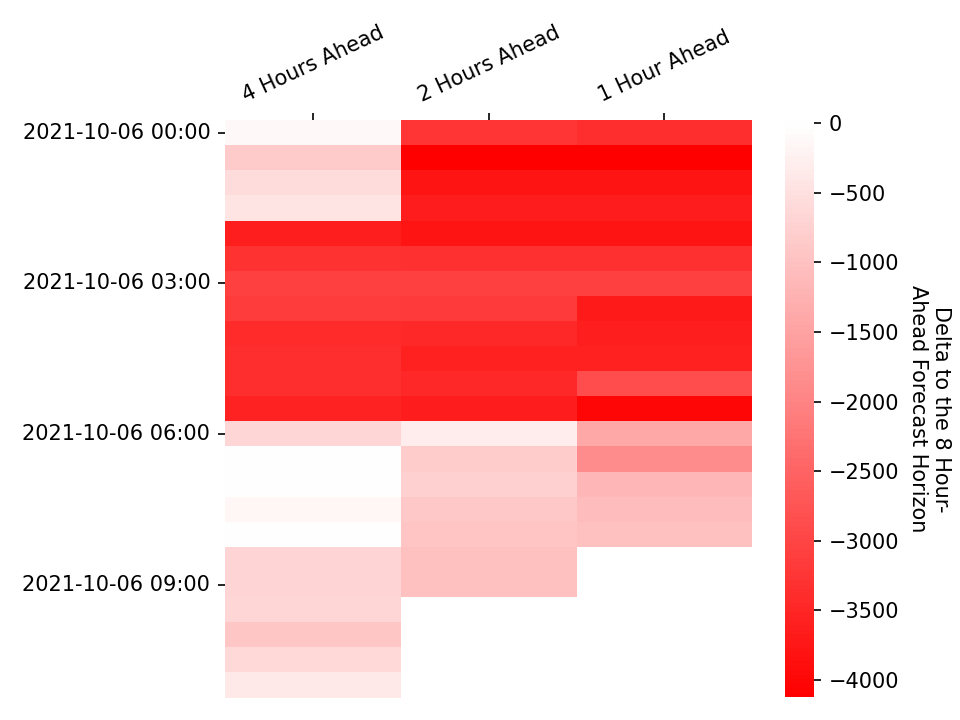 4 Hours Ahead
2 Hours Ahead
1 Hour Ahead
2021-10-06 00:00
2021-10-06 03:00
2021-10-06 06:00
2021-10-06 09:00
0
−500
−1000
−1500
−2000
−2500
−3000
−3500
−4000
Delta to the 8 Hour-
Ahead Forecast Horizon